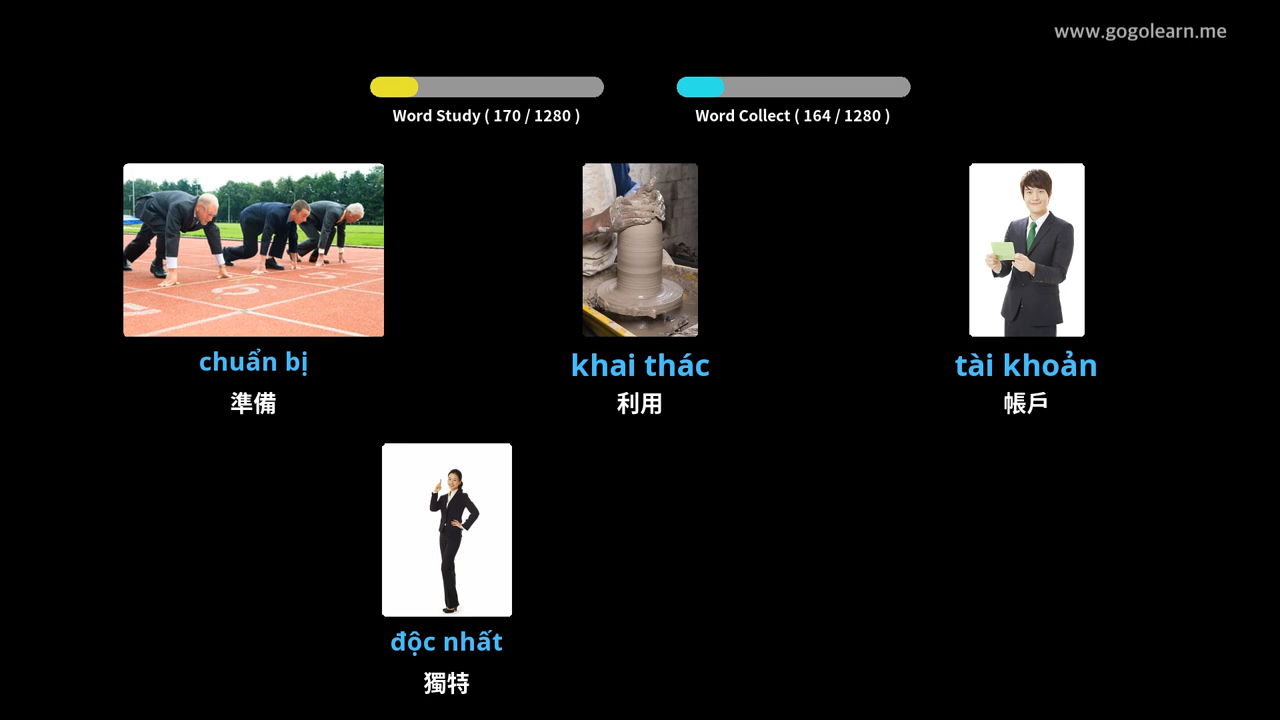 www.gogolearn.me
Word Study ( 170 / 1280 )
Word Collect ( 164 / 1280 )
chuẩn bị
準備
khai thác
利用
tài khoản
帳戶
độc nhất
獨特